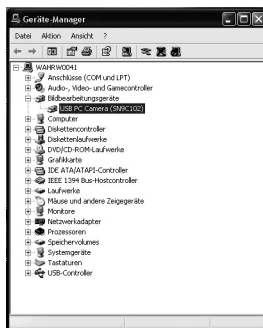 Geräte-Manager
Datei Aktion Ansicht ?
WAHRW0041
Anschlüsse (COM und LPT)
Audio-, Video- und Gamecontroller
Bildbearbeitungsgeräte
USB PC Camera (SN9C102)
Computer
Diskettencontroller
Diskettenlaufwerke
DVD/CD-ROM-Laufwerke
Grafikkarte
IDE ATA/ATAPI-Controller
IEEE 1394 Bus-Hostcontroller
Laufwerke
Mäuse und andere Zeigegeräte
Monitore
Netzwerkadapter
Prozessoren
Speichervolumes
Systemgeräte
Tastaturen
USB-Controller